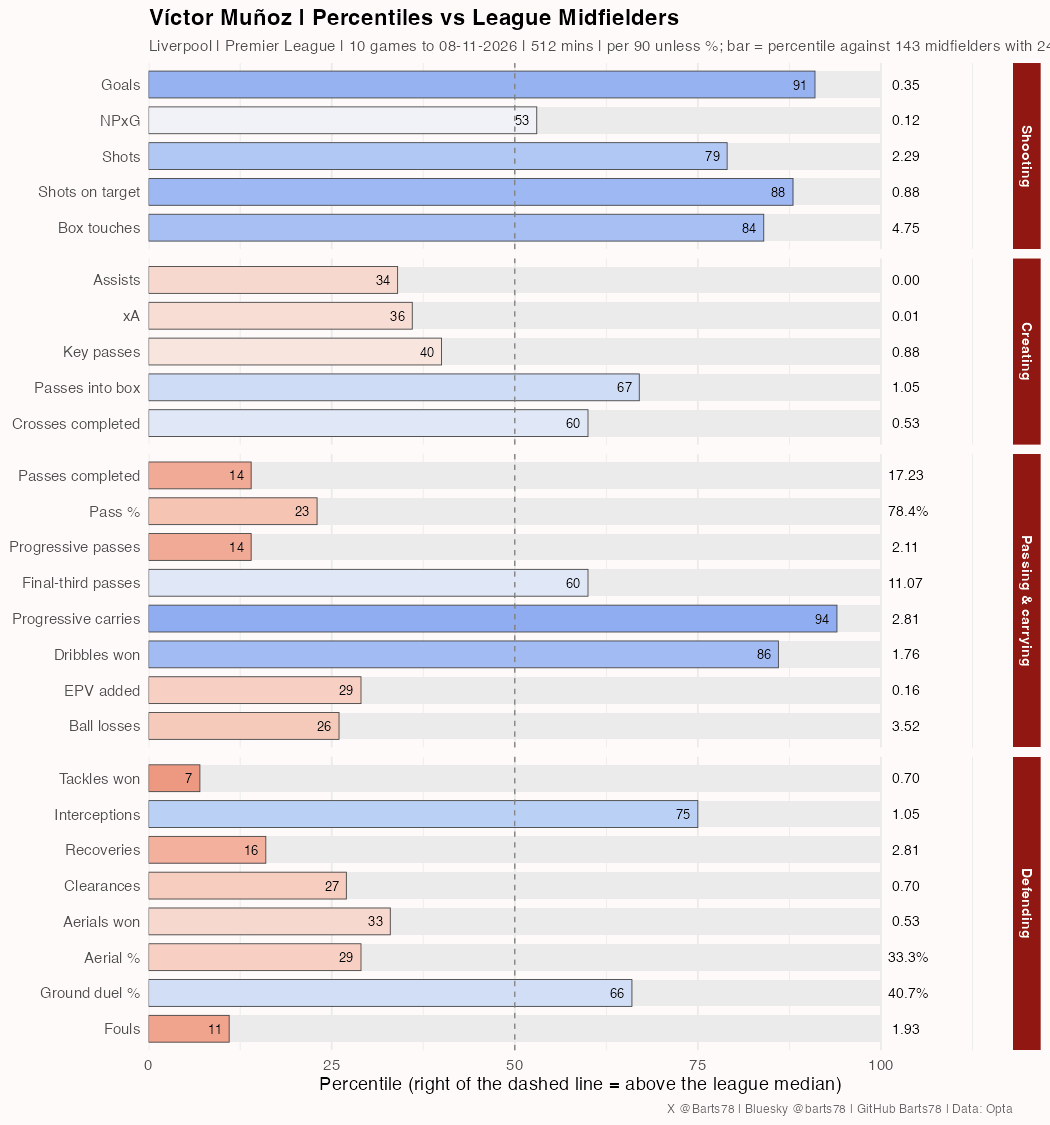 Víctor Muñoz | Percentiles vs League Midfielders
Liverpool | Premier League | 10 games to 08-11-2026 | 512 mins | per 90 unless %; bar = percentile against 143 midfielders with 24
Goals 91 0.35
NPxG 53 0.12
Shots 79 2.29
Shots on target 88 0.88
Box touches 84 4.75
Shooting
Assists 34 0.00
xA 36 0.01
Key passes 40 0.88
Passes into box 67 1.05
Crosses completed 60 0.53
Creating
Passes completed 14 17.23
Pass % 23 78.4%
Progressive passes 14 2.11
Final-third passes 60 11.07
Progressive carries 94 2.81
Dribbles won 86 1.76
EPV added 29 0.16
Ball losses 26 3.52
Passing & carrying
Tackles won 7 0.70
Interceptions 75 1.05
Recoveries 16 2.81
Clearances 27 0.70
Aerials won 33 0.53
Aerial % 29 33.3%
Ground duel % 66 40.7%
Fouls 11 1.93
Defending
0 25 50 75 100
Percentile (right of the dashed line = above the league median)
X @Barts78 | Bluesky @barts78 | GitHub Barts78 | Data: Opta